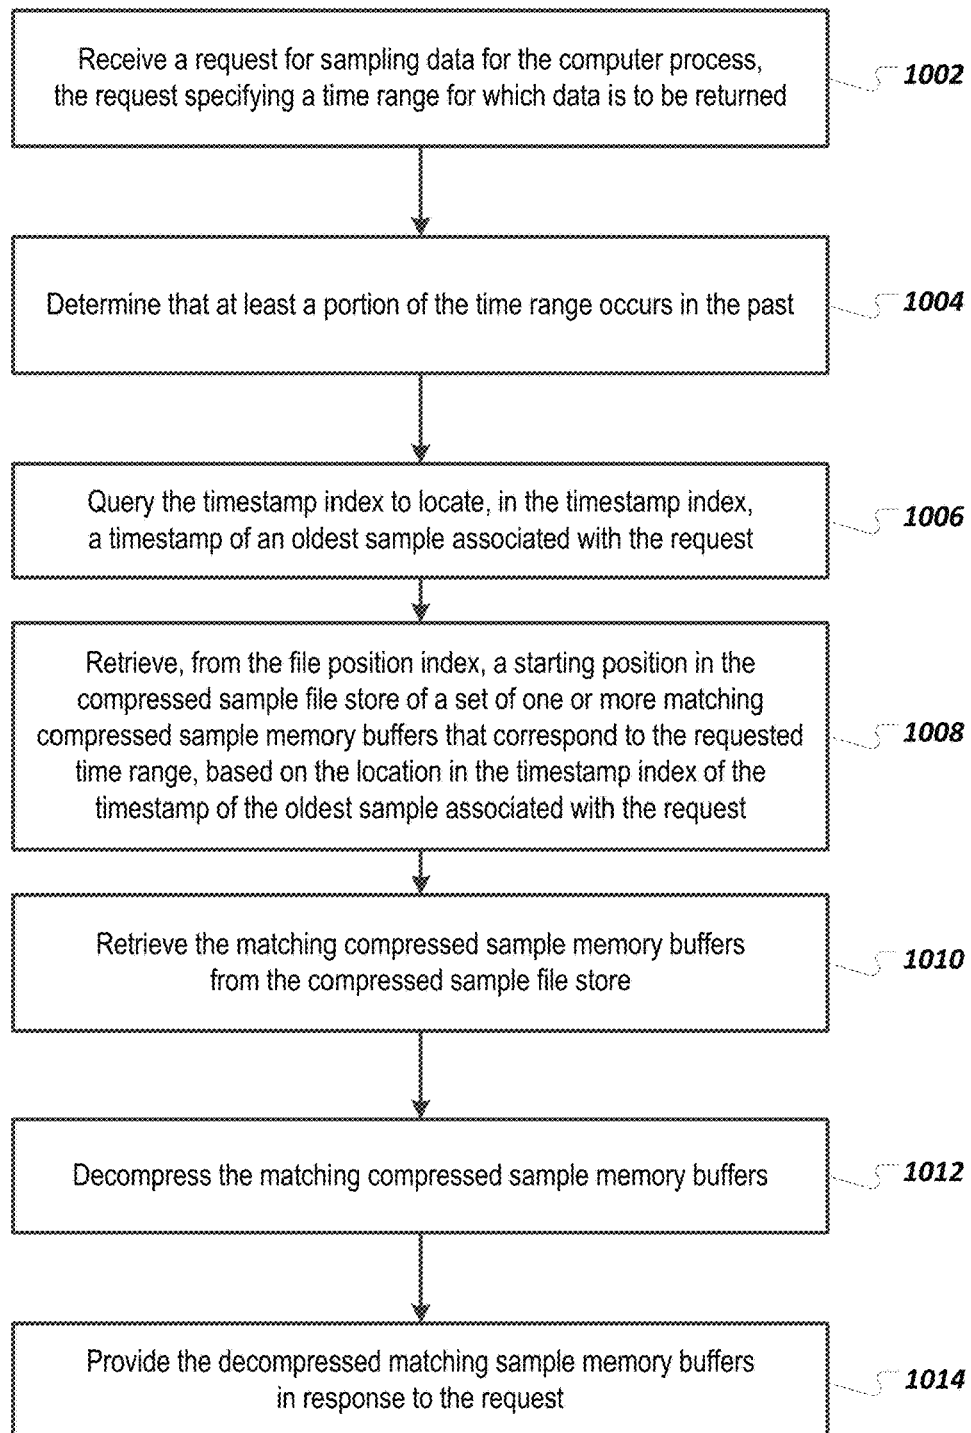 Receive a request for sampling data for the computer process,
the request specifying a time range for which data is to be returned
1002
Determine that at least a portion of the time range occurs in the past
1004
Query the timestamp index to locate, in the timestamp index,
a timestamp of an oldest sample associated with the request
1006
Retrieve, from the file position index, a starting position in the
compressed sample file store of a set of one or more matching
compressed sample memory buffers that correspond to the requested
time range, based on the location in the timestamp index of the
timestamp of the oldest sample associated with the request
1008
Retrieve the matching compressed sample memory buffers
from the compressed sample file store
1010
Decompress the matching compressed sample memory buffers
1012
Provide the decompressed matching sample memory buffers
in response to the request
1014